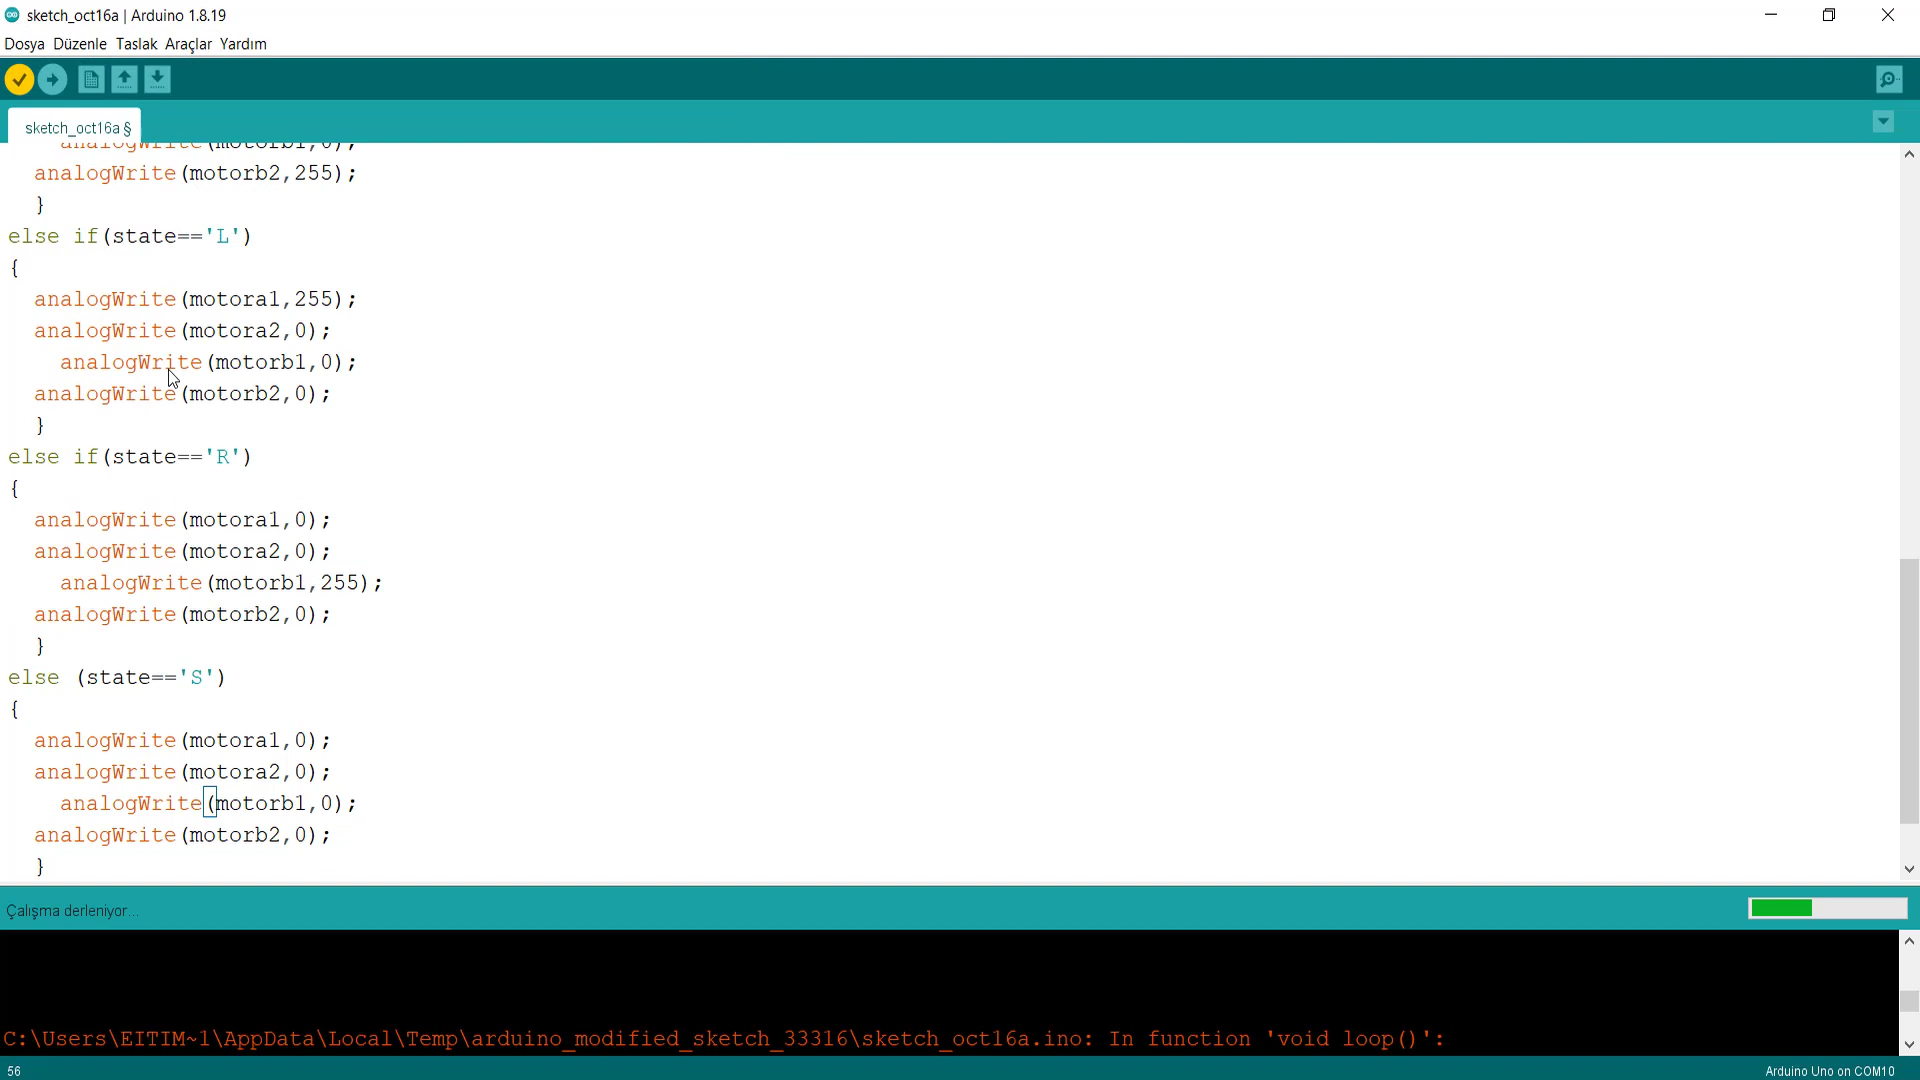 sketch_oct16a | Arduino 1.8.19
Dosya Düzenle Taslak Araçlar Yardım
sketch_oct16a §
analogWrite(motorb1,0);
analogWrite(motorb2,255);
}
else if(state=='L')
{
analogWrite(motora1,255);
analogWrite(motora2,0);
analogWrite(motorb1,0);
analogWrite(motorb2,0);
}
else if(state=='R')
{
analogWrite(motora1,0);
analogWrite(motora2,0);
analogWrite(motorb1,255);
analogWrite(motorb2,0);
}
else (state=='S')
{
analogWrite(motora1,0);
analogWrite(motora2,0);
analogWrite(motorb1,0);
analogWrite(motorb2,0);
}
Çalışma derleniyor...
C:\Users\EITIM~1\AppData\Local\Temp\arduino_modified_sketch_33316\sketch_oct16a.ino: In function 'void loop()':
56
Arduino Uno on COM10